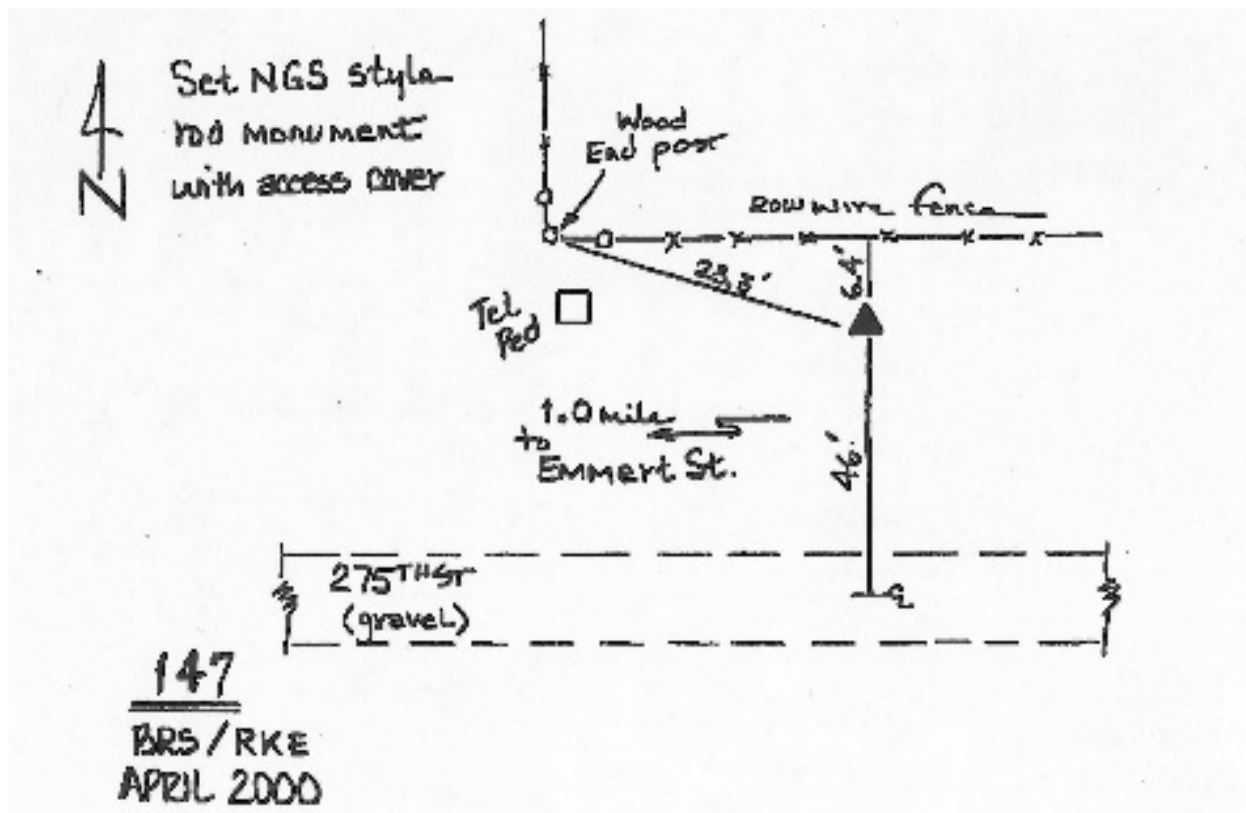 Set NGS style
rod monument
with access cover
N
Wood
End post
ROW wire fence
23.3'
6.4'
Tel.
Ped
1.0 mile
to
Emmert St.
46.'
275TH ST
(gravel)
CL
147
BRS/RKE
APRIL 2000